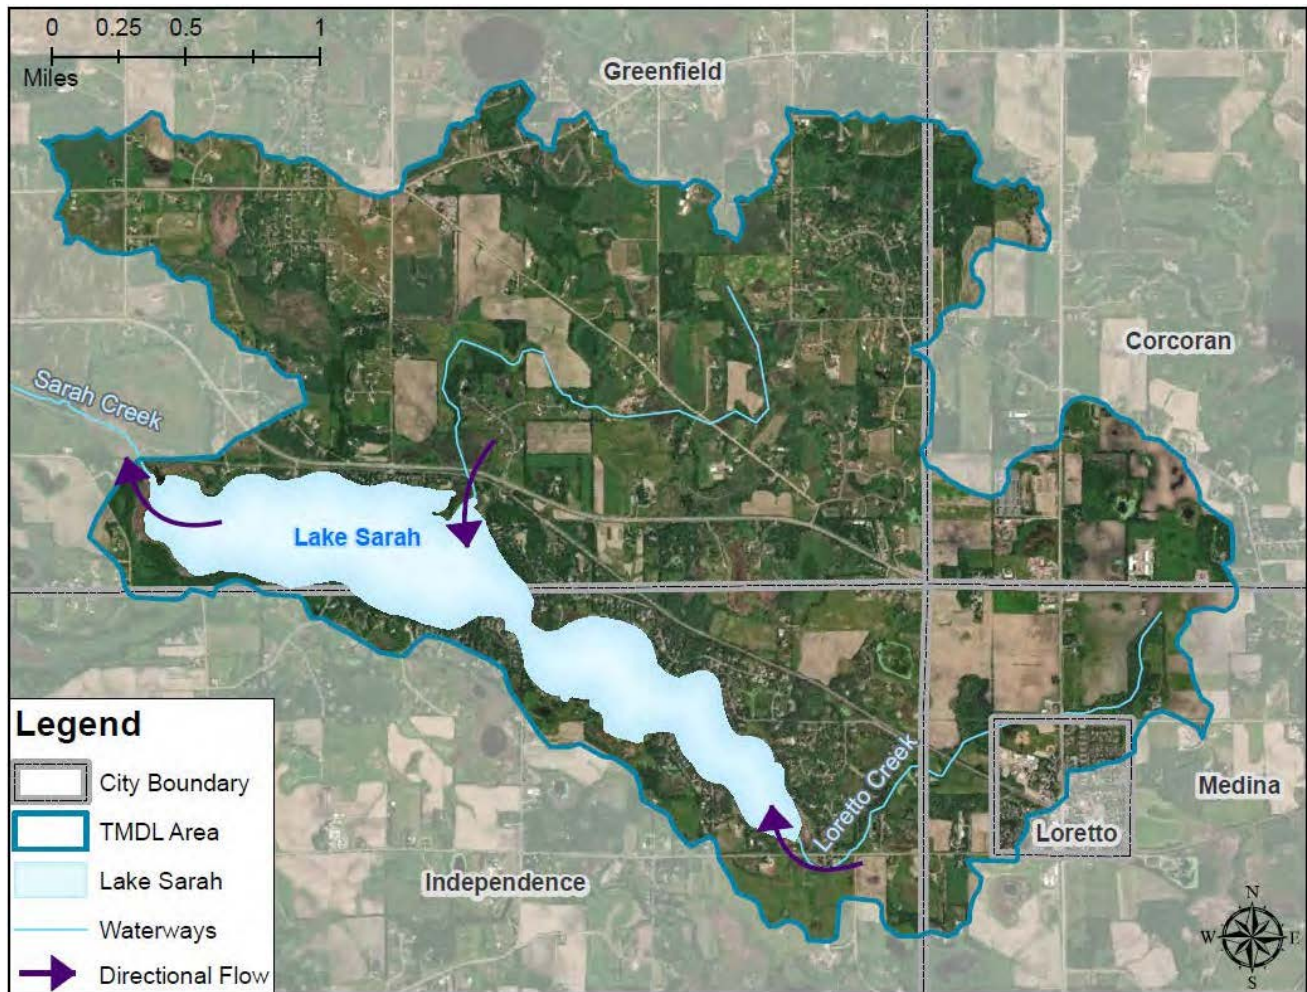 0 0.25 0.5 1
Miles
Greenfield
Corcoran
Sarah Creek
Lake Sarah
Loretto Creek
Medina
Loretto
Independence
Legend
City Boundary
TMDL Area
Lake Sarah
Waterways
Directional Flow
N
W E
S